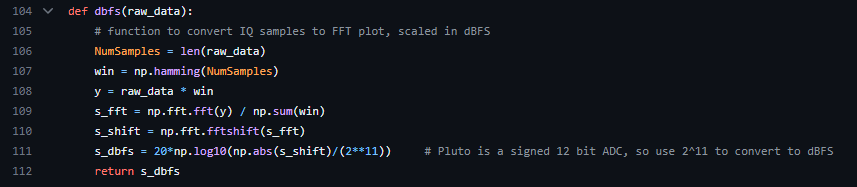 104 def dbfs(raw_data):
105     # function to convert IQ samples to FFT plot, scaled in dBFS
106     NumSamples = len(raw_data)
107     win = np.hamming(NumSamples)
108     y = raw_data * win
109     s_fft = np.fft.fft(y) / np.sum(win)
110     s_shift = np.fft.fftshift(s_fft)
111     s_dbfs = 20*np.log10(np.abs(s_shift)/(2**11))     # Pluto is a signed 12 bit ADC, so use 2^11 to convert to dBFS
112     return s_dbfs